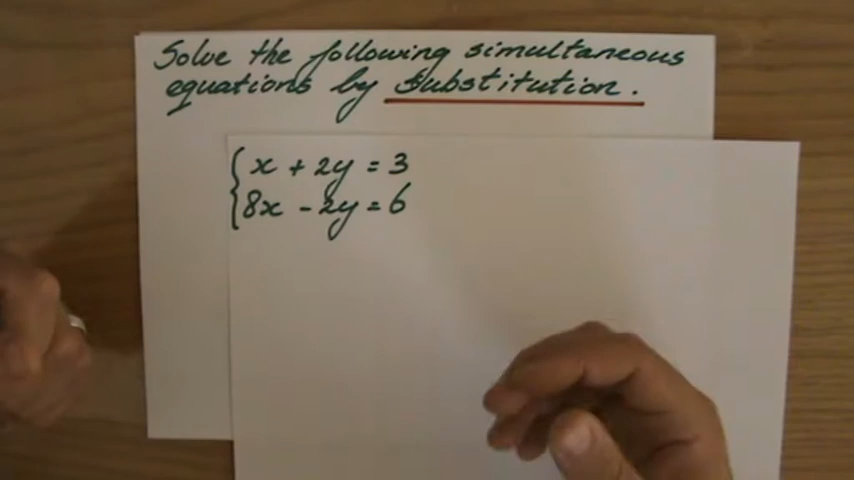 Solve the following simultaneous
equations by substitution.
x + 2y = 3
8x - 2y = 6